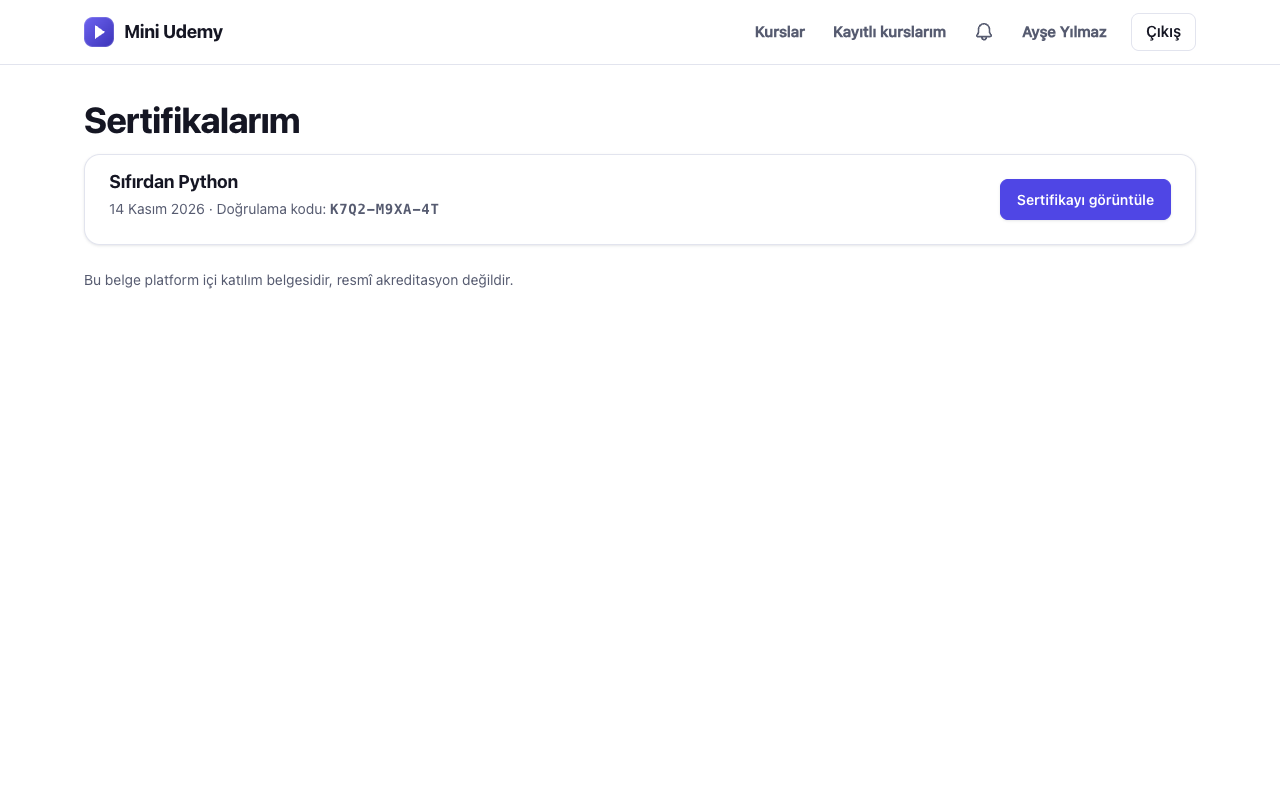 Mini Udemy
Kurslar
Kayıtlı kurslarım
Ayşe Yılmaz
Çıkış
Sertifikalarım
Sıfırdan Python
14 Kasım 2026 · Doğrulama kodu: K7Q2-M9XA-4T
Sertifikayı görüntüle
Bu belge platform içi katılım belgesidir, resmî akreditasyon değildir.